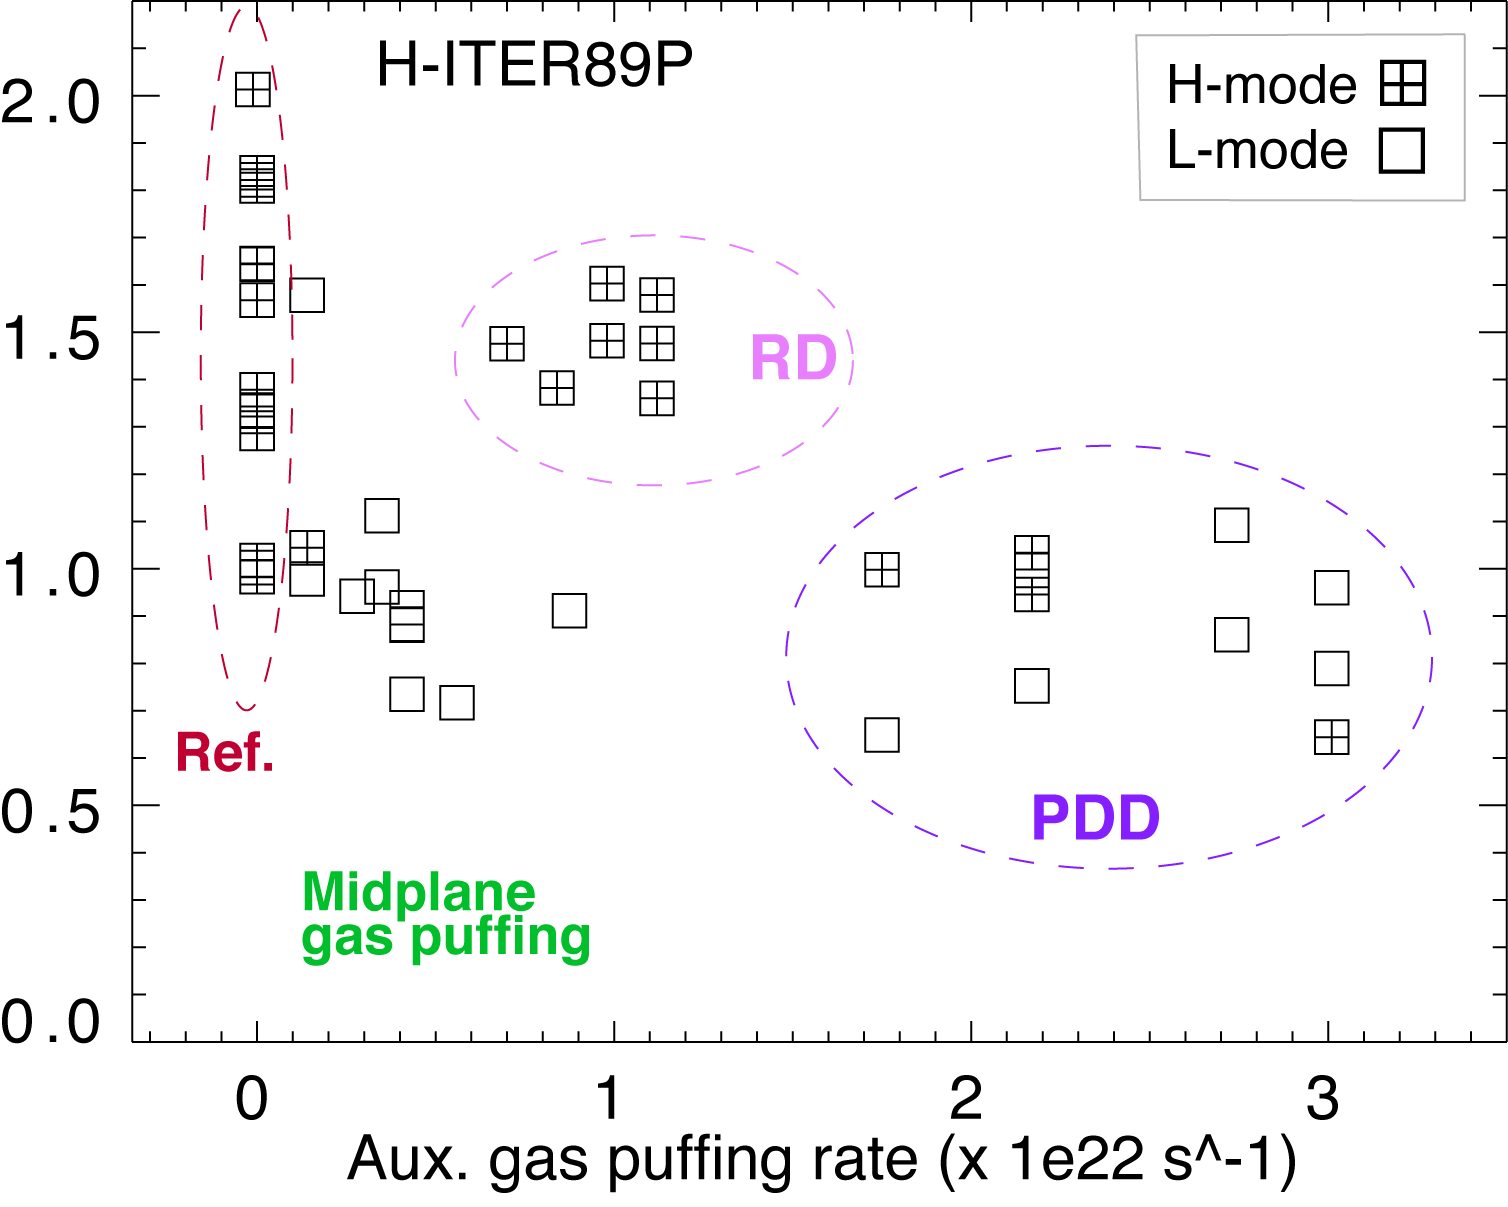 H-ITER89P
H-mode
L-mode
2.0
1.5
1.0
0.5
0.0
RD
Ref.
PDD
Midplane
gas puffing
0 1 2 3
Aux. gas puffing rate (x 1e22 s^-1)